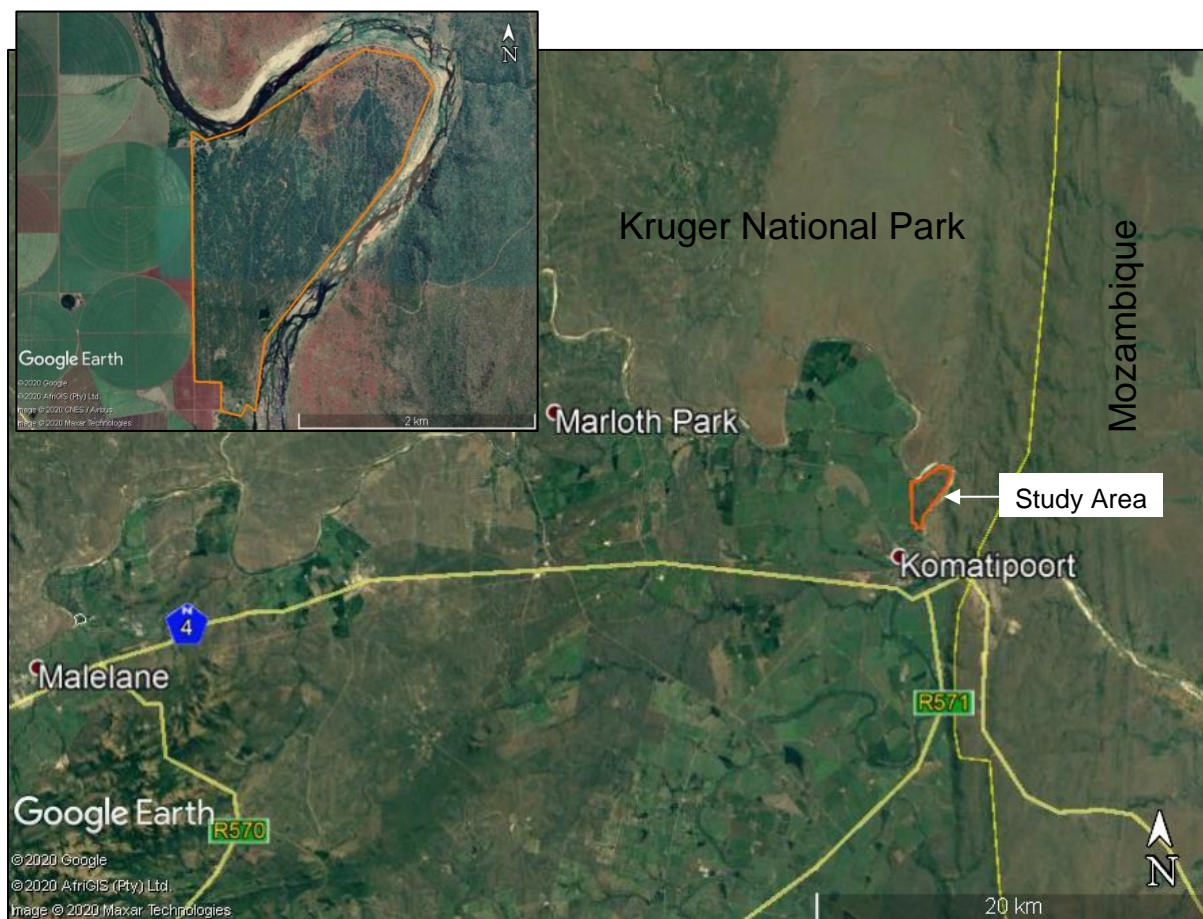 N
Google Earth
© 2020 Google
© 2020 AfriGIS (Pty) Ltd.
Image © 2020 CNES / Airbus
Image © 2020 Maxar Technologies
2 km
Kruger National Park
Mozambique
Marloth Park
Study Area
Komatipoort
N
4
Malelane
R571
Google Earth
R570
© 2020 Google
© 2020 AfriGIS (Pty) Ltd.
Image © 2020 Maxar Technologies
N
20 km